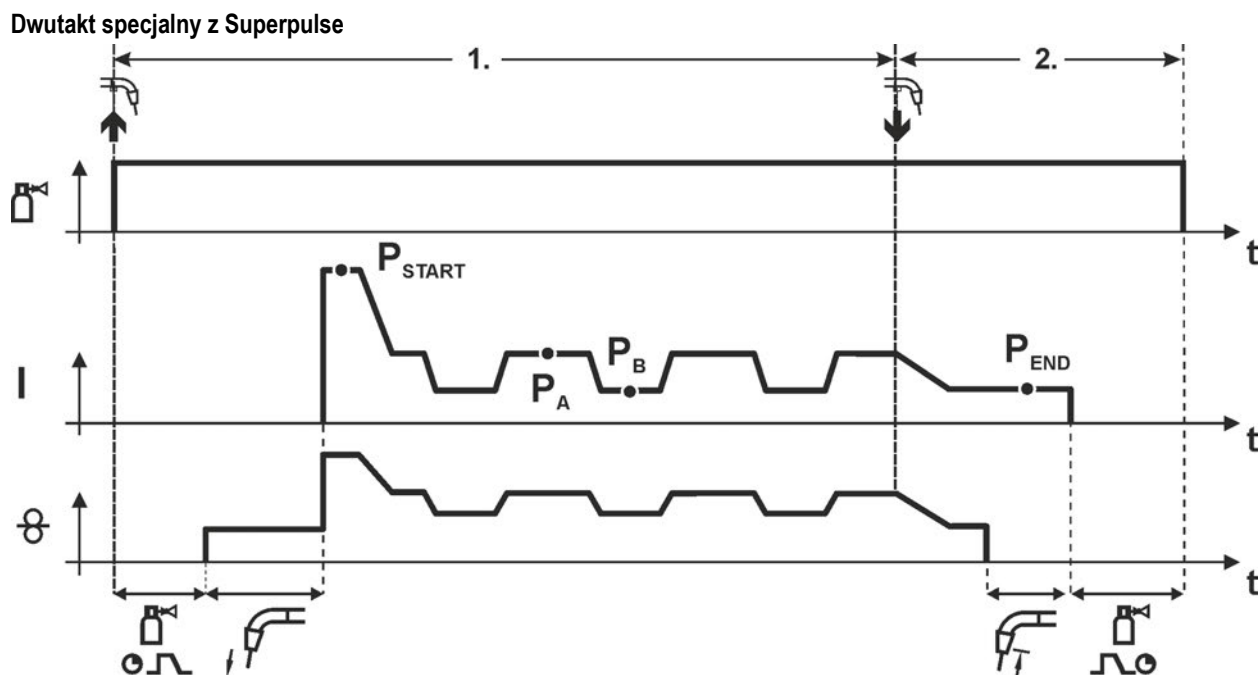 Dwutakt specjalny z Superpulse
1. 2.
t
P START
P A
P B
P END
I
t
t